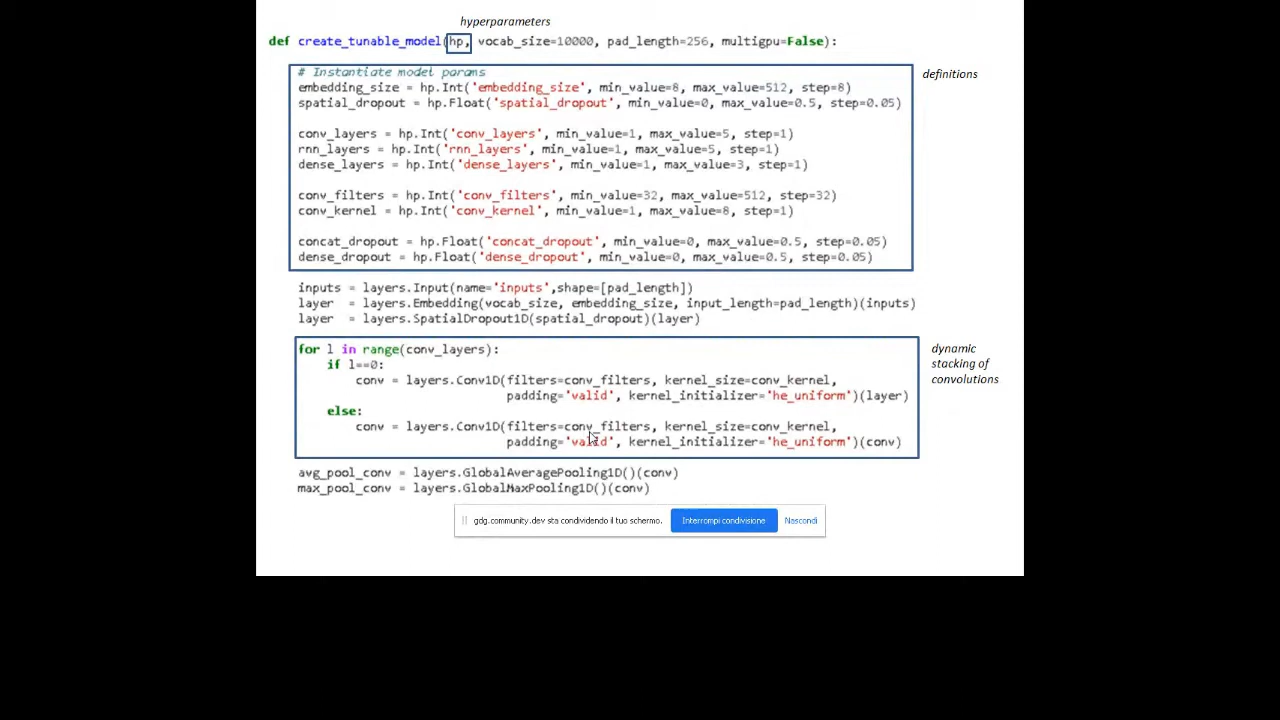 hyperparameters
def create_tunable_model(hp, vocab_size=10000, pad_length=256, multigpu=False):
# Instantiate model params
definitions
embedding_size = hp.Int('embedding_size', min_value=8, max_value=512, step=8)
spatial_dropout = hp.Float('spatial_dropout', min_value=0, max_value=0.5, step=0.05)
conv_layers = hp.Int('conv_layers', min_value=1, max_value=5, step=1)
rnn_layers = hp.Int('rnn_layers', min_value=1, max_value=5, step=1)
dense_layers = hp.Int('dense_layers', min_value=1, max_value=3, step=1)
conv_filters = hp.Int('conv_filters', min_value=32, max_value=512, step=32)
conv_kernel = hp.Int('conv_kernel', min_value=1, max_value=8, step=1)
concat_dropout = hp.Float('concat_dropout', min_value=0, max_value=0.5, step=0.05)
dense_dropout = hp.Float('dense_dropout', min_value=0, max_value=0.5, step=0.05)
inputs = layers.Input(name='inputs',shape=[pad_length])
layer = layers.Embedding(vocab_size, embedding_size, input_length=pad_length)(inputs)
layer = layers.SpatialDropout1D(spatial_dropout)(layer)
for l in range(conv_layers):
if l==0:
conv = layers.Conv1D(filters=conv_filters, kernel_size=conv_kernel,
padding='valid', kernel_initializer='he_uniform')(layer)
else:
conv = layers.Conv1D(filters=conv_filters, kernel_size=conv_kernel,
padding='valid', kernel_initializer='he_uniform')(conv)
dynamic
stacking of
convolutions
avg_pool_conv = layers.GlobalAveragePooling1D()(conv)
max_pool_conv = layers.GlobalMaxPooling1D()(conv)
gdg.community.dev sta condividendo il tuo schermo. Interrompi condivisione Nascondi